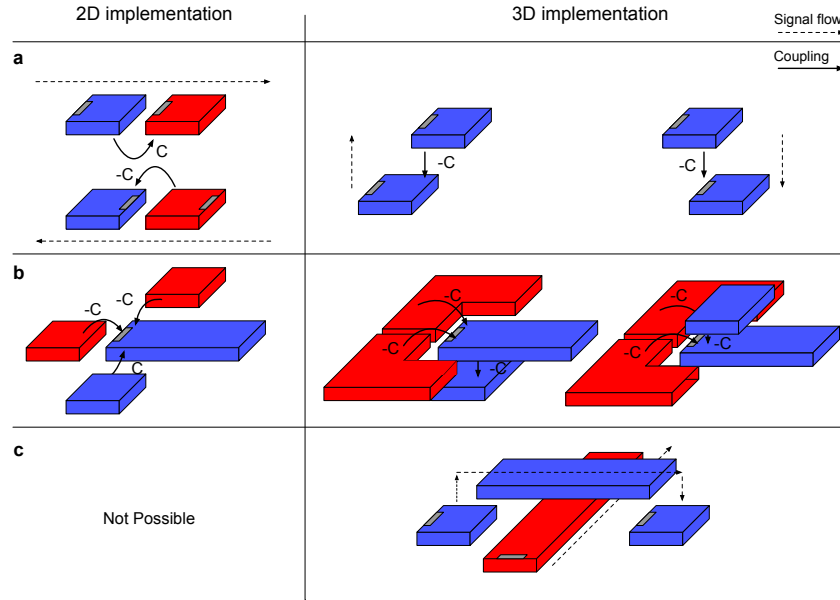 2D implementation
3D implementation
Signal flow
Coupling
a
C
-C
-C
-C
b
-C
-C
C
-C
-C
-C
-C
-C
-C
c
Not Possible